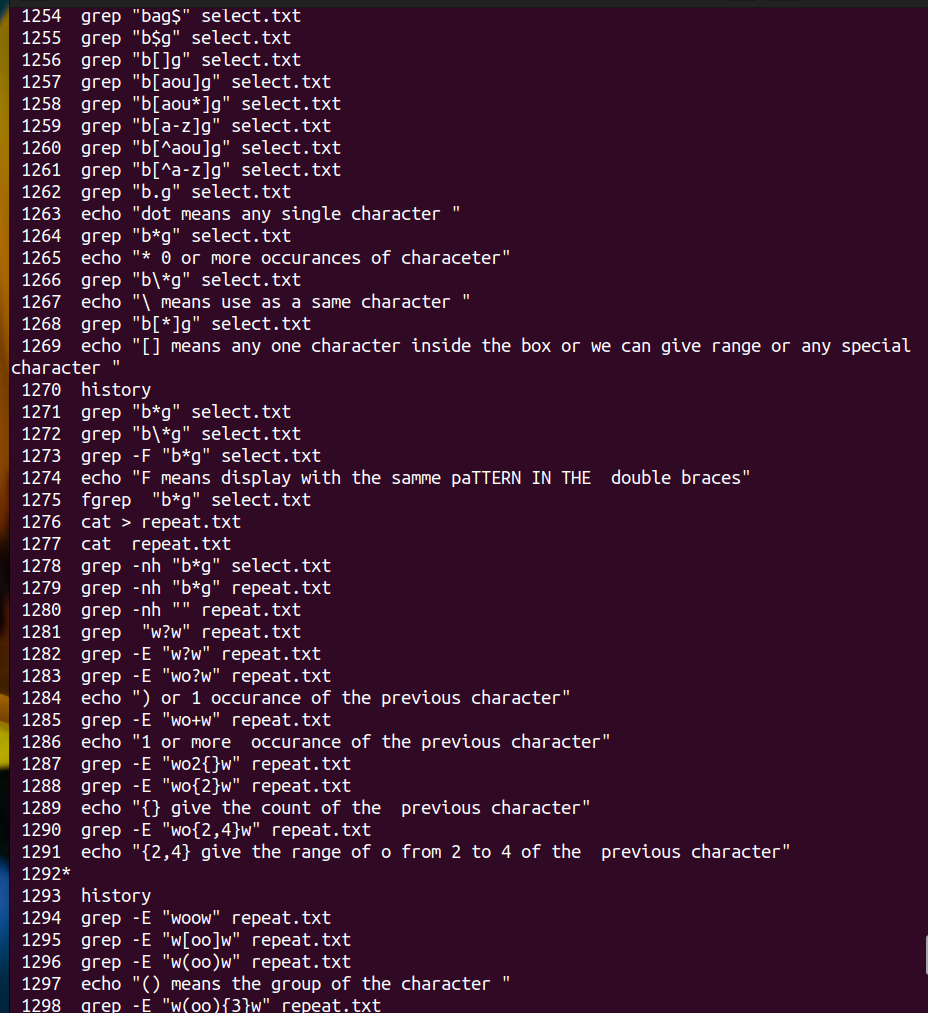 1254  grep "bag$" select.txt
1255  grep "b$g" select.txt
1256  grep "b[]g" select.txt
1257  grep "b[aou]g" select.txt
1258  grep "b[aou*]g" select.txt
1259  grep "b[a-z]g" select.txt
1260  grep "b[^aou]g" select.txt
1261  grep "b[^a-z]g" select.txt
1262  grep "b.g" select.txt
1263  echo "dot means any single character "
1264  grep "b*g" select.txt
1265  echo "* 0 or more occurances of characeter"
1266  grep "b\*g" select.txt
1267  echo "\ means use as a same character "
1268  grep "b[*]g" select.txt
1269  echo "[] means any one character inside the box or we can give range or any special
character "
1270  history
1271  grep "b*g" select.txt
1272  grep "b\*g" select.txt
1273  grep -F "b*g" select.txt
1274  echo "F means display with the samme paTTERN IN THE  double braces"
1275  fgrep  "b*g" select.txt
1276  cat > repeat.txt
1277  cat  repeat.txt
1278  grep -nh "b*g" select.txt
1279  grep -nh "b*g" repeat.txt
1280  grep -nh "" repeat.txt
1281  grep  "w?w" repeat.txt
1282  grep -E "w?w" repeat.txt
1283  grep -E "wo?w" repeat.txt
1284  echo ") or 1 occurance of the previous character"
1285  grep -E "wo+w" repeat.txt
1286  echo "1 or more  occurance of the previous character"
1287  grep -E "wo2{}w" repeat.txt
1288  grep -E "wo{2}w" repeat.txt
1289  echo "{} give the count of the  previous character"
1290  grep -E "wo{2,4}w" repeat.txt
1291  echo "{2,4} give the range of o from 2 to 4 of the  previous character"
1292*
1293  history
1294  grep -E "woow" repeat.txt
1295  grep -E "w[oo]w" repeat.txt
1296  grep -E "w(oo)w" repeat.txt
1297  echo "() means the group of the character "
1298  grep -E "w(oo){3}w" repeat.txt